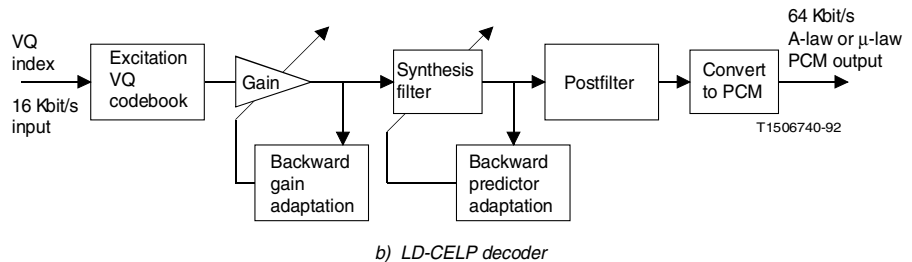 VQ
index
16 Kbit/s
input
Excitation
VQ
codebook
Gain
Backward
gain
adaptation
Synthesis
filter
Backward
predictor
adaptation
Postfilter
Convert
to PCM
64 Kbit/s
A-law or μ-law
PCM output
T1506740-92
b) LD-CELP decoder